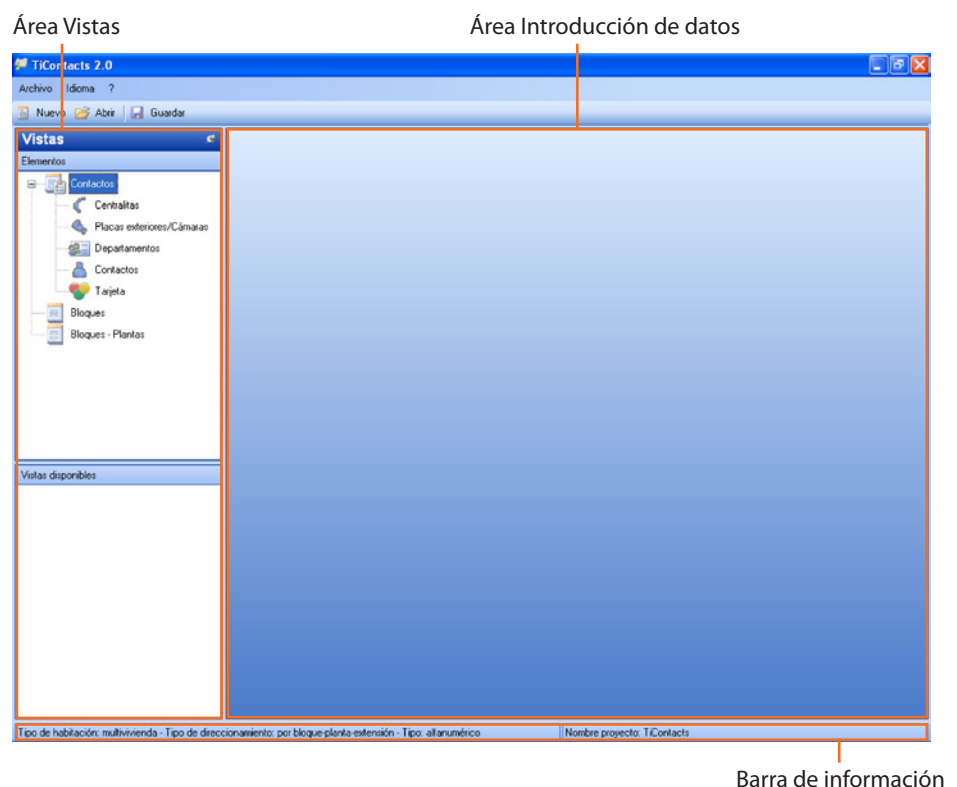 Área Vistas
Área Introducción de datos
TiContacts 2.0
Archivo Idioma ?
Nuevo Abrir Guardar
Vistas
Elementos
Contactos
Centralitas
Placas exteriores/Cámaras
Departamentos
Contactos
Tarjeta
Bloques
Bloques - Plantas
Vistas disponibles
Tipo de habitación: multivivienda - Tipo de direccionamiento: por bloque-planta-extensión - Tipo: alfanumérico
Nombre proyecto: TiContacts
Barra de información